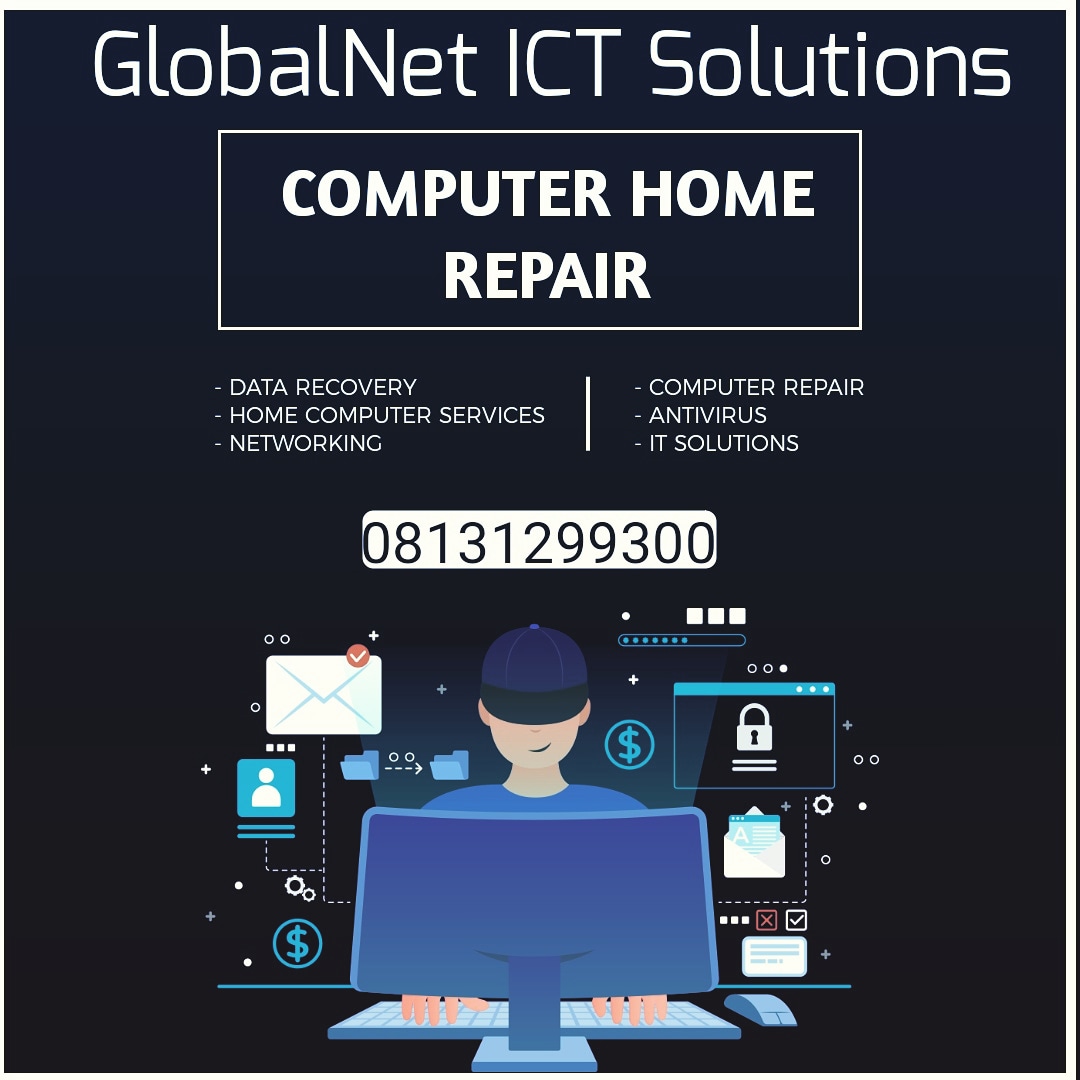 GlobalNet ICT Solutions
COMPUTER HOME
REPAIR
- DATA RECOVERY
- HOME COMPUTER SERVICES
- NETWORKING
- COMPUTER REPAIR
- ANTIVIRUS
- IT SOLUTIONS
08131299300
$
$
A